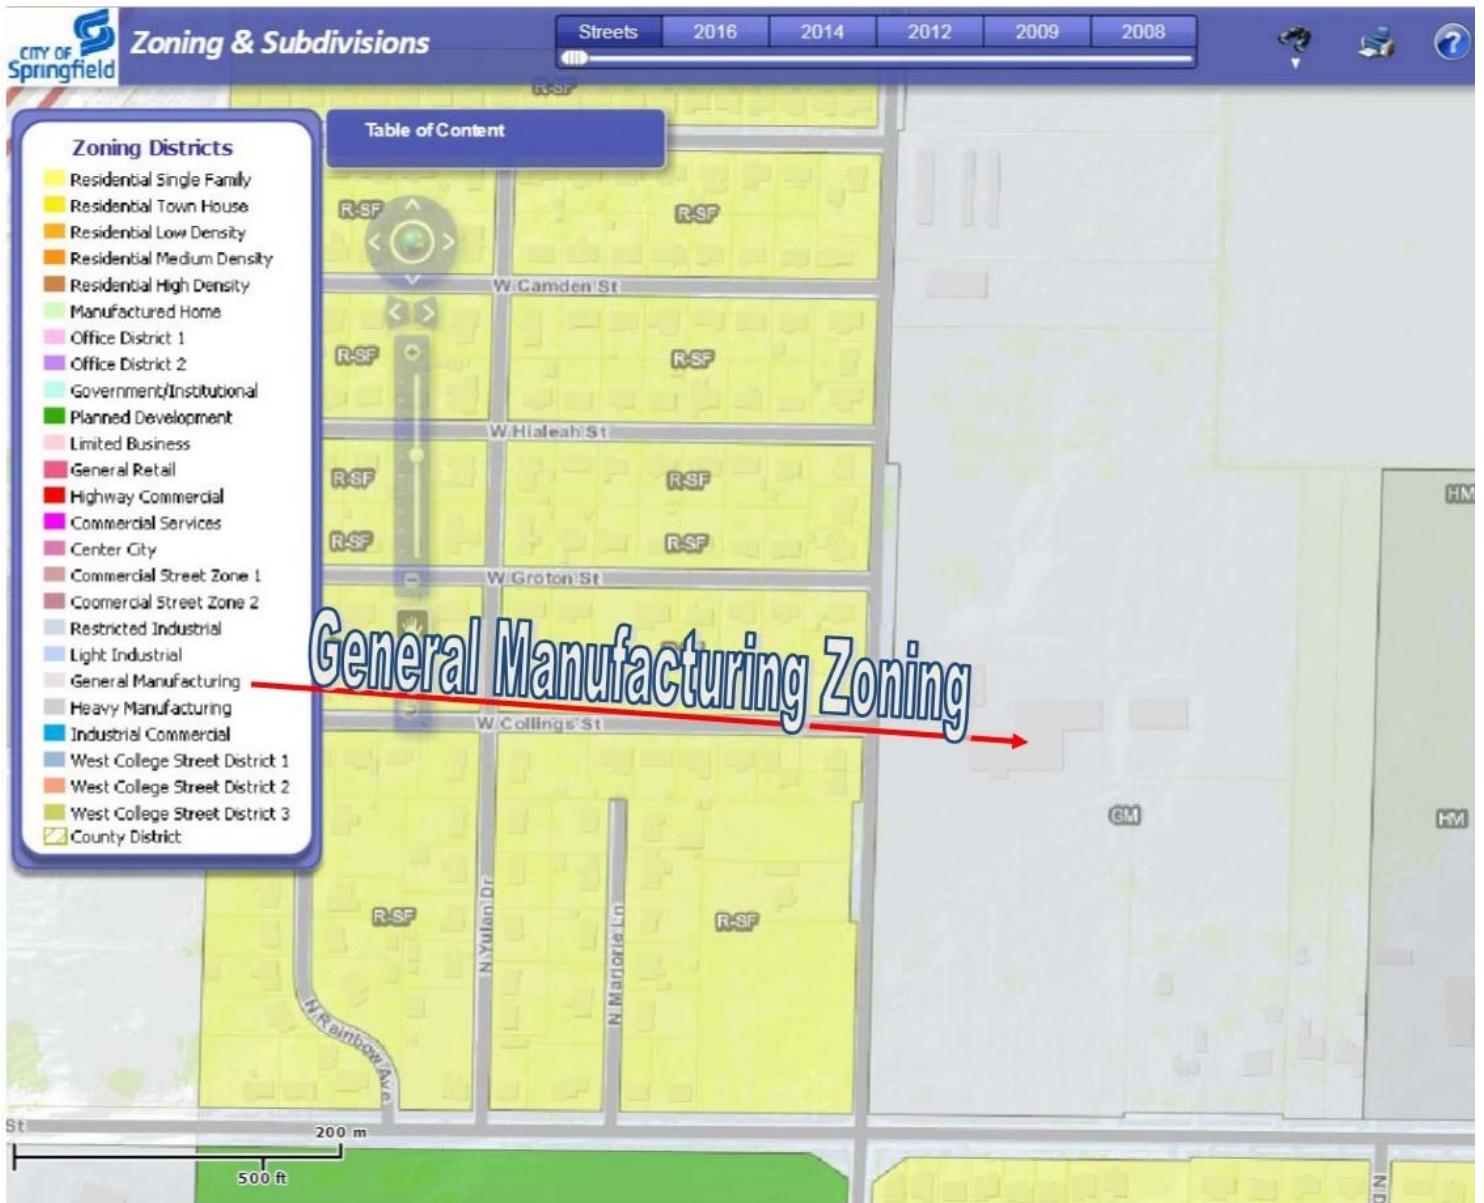 CITY OF
Springfield
Zoning & Subdivisions
Streets
2016
2014
2012
2009
2008
?
Table of Content
Zoning Districts
Residential Single Family
Residential Town House
Residential Low Density
Residential Medium Density
Residential High Density
Manufactured Home
Office District 1
Office District 2
Government/Institutional
Planned Development
Limited Business
General Retail
Highway Commercial
Commercial Services
Center City
Commercial Street Zone 1
Coomercial Street Zone 2
Restricted Industrial
Light Industrial
General Manufacturing
Heavy Manufacturing
Industrial Commercial
West College Street District 1
West College Street District 2
West College Street District 3
County District
R-SF
R-SF
R-SF
W Camden St
R-SF
R-SF
W Hialeah St
R-SF
R-SF
HM
R-SF
R-SF
W Groton St
General Manufacturing Zoning
W Collings St
GM
HM
R-SF
R-SF
N Yulan Dr
N Marjorie Ln
N Rainbow Ave
St
200 m
500 ft